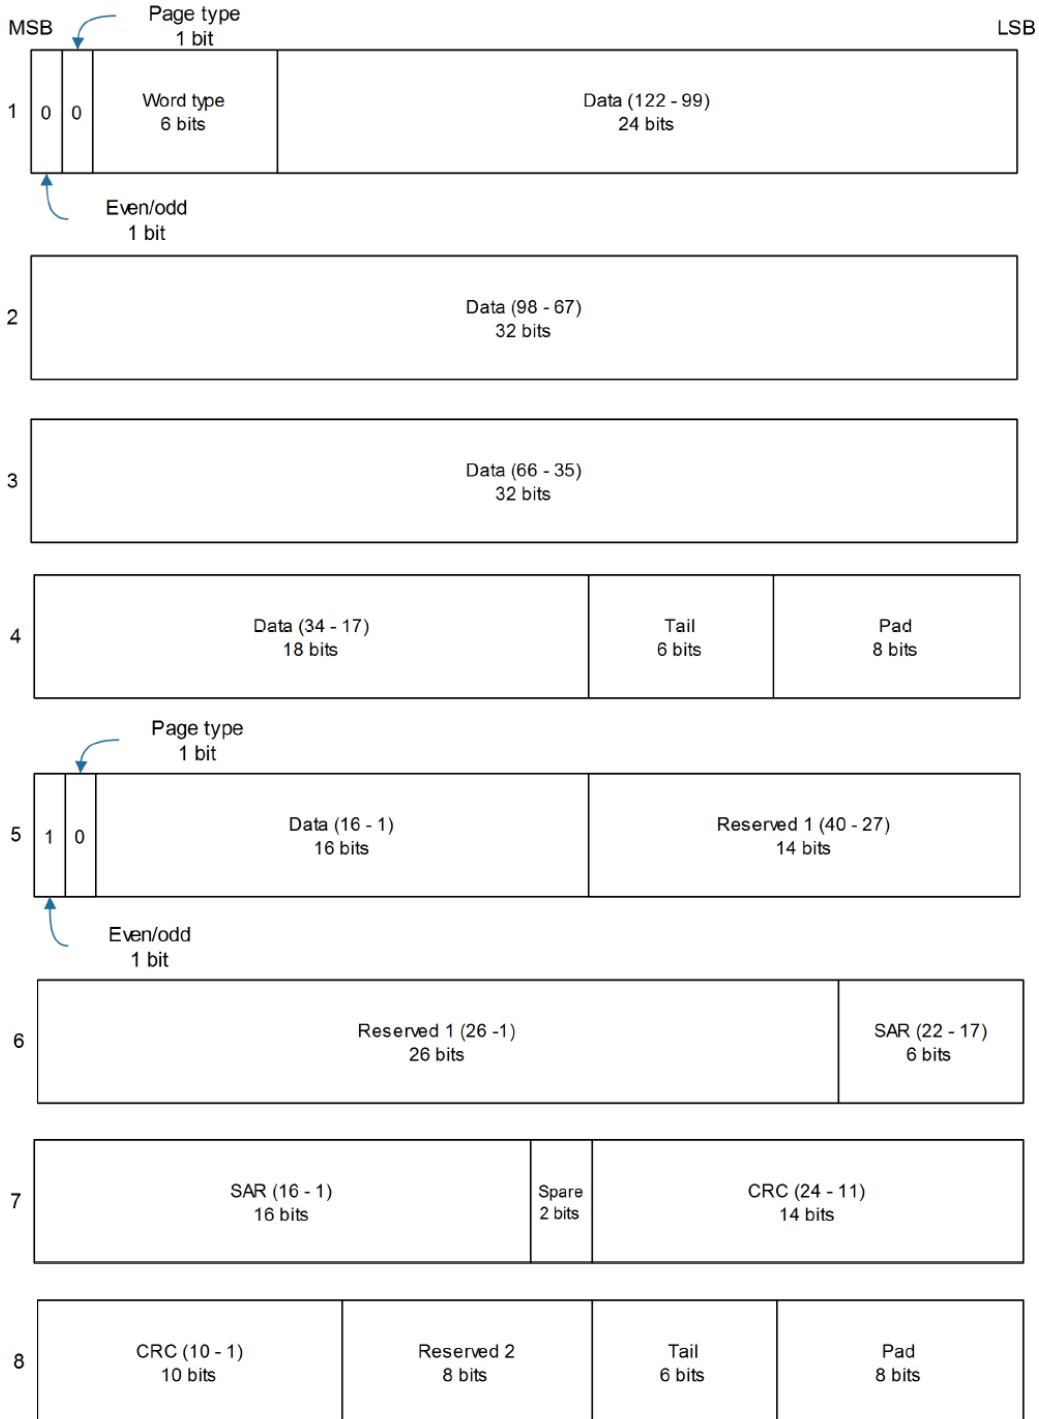 MSB
Page type
1 bit
LSB
1
0
0
Word type
6 bits
Data (122 - 99)
24 bits
Even/odd
1 bit
2
Data (98 - 67)
32 bits
3
Data (66 - 35)
32 bits
4
Data (34 - 17)
18 bits
Tail
6 bits
Pad
8 bits
Page type
1 bit
5
1
0
Data (16 - 1)
16 bits
Reserved 1 (40 - 27)
14 bits
Even/odd
1 bit
6
Reserved 1 (26 -1)
26 bits
SAR (22 - 17)
6 bits
7
SAR (16 - 1)
16 bits
Spare
2 bits
CRC (24 - 11)
14 bits
8
CRC (10 - 1)
10 bits
Reserved 2
8 bits
Tail
6 bits
Pad
8 bits